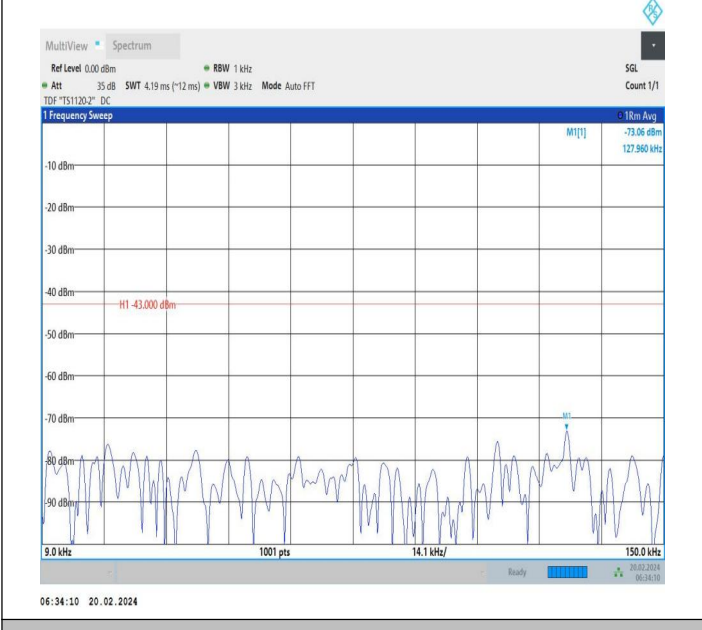 R S
MultiView Spectrum
Ref Level 0.00 dBm RBW 1 kHz SGL
Att 35 dB SWT 4.19 ms (~12 ms) VBW 3 kHz Mode Auto FFT Count 1/1
TDF "TS1120-2" DC
1 Frequency Sweep 1Rm Avg
M1[1] -73.06 dBm
127.960 kHz
-10 dBm
-20 dBm
-30 dBm
-40 dBm
H1 -43.000 dBm
-50 dBm
-60 dBm
-70 dBm
M1
-80 dBm
-90 dBm
9.0 kHz 1001 pts 14.1 kHz/ 150.0 kHz
Ready 20.02.2024
06:34:10
06:34:10 20.02.2024